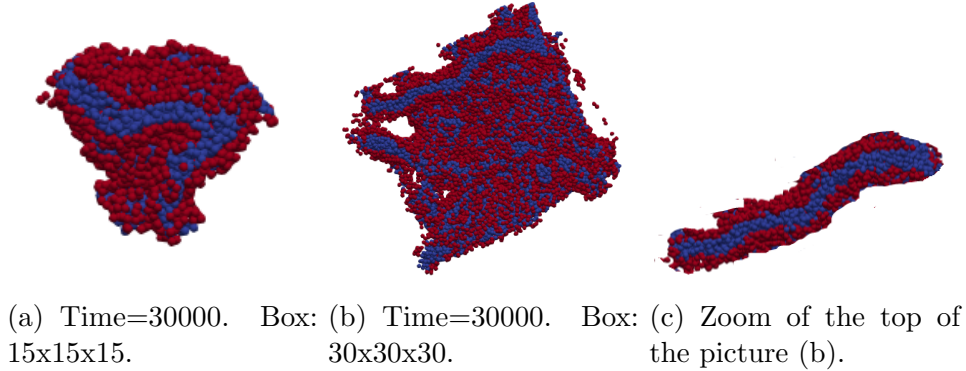 (a) Time=30000. Box:
15x15x15.
(b) Time=30000. Box:
30x30x30.
(c) Zoom of the top of
the picture (b).